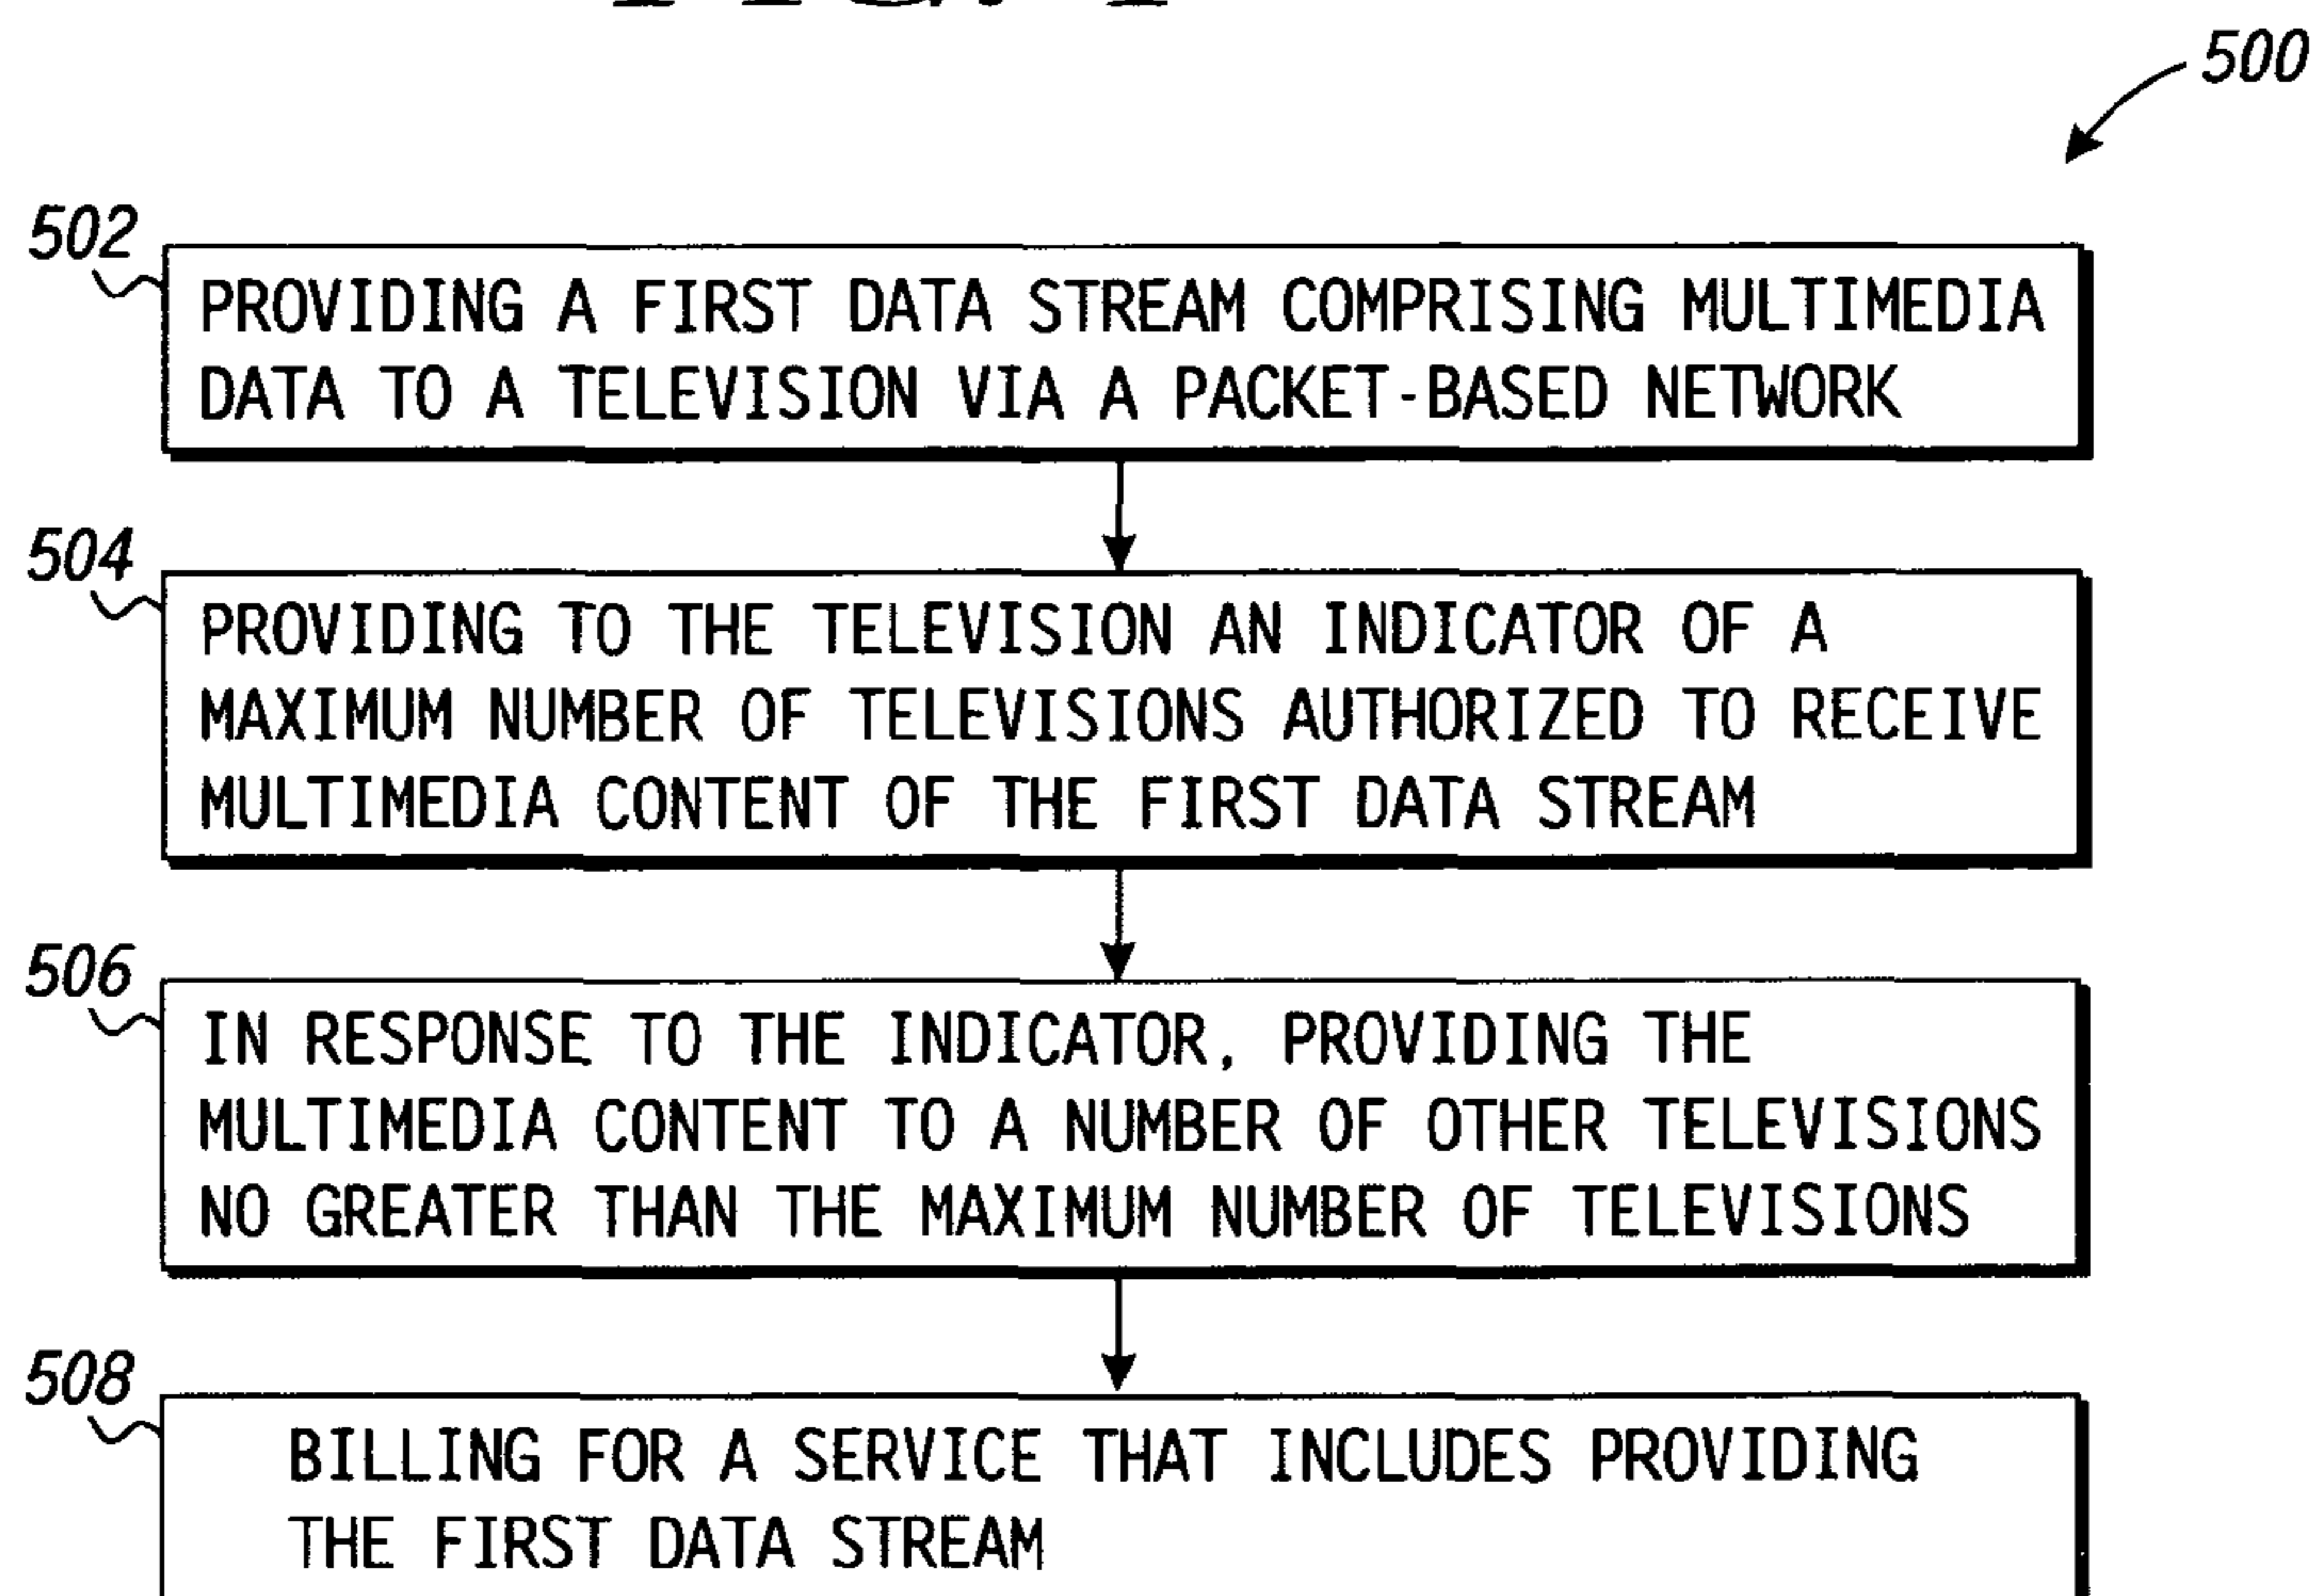 500
502
PROVIDING A FIRST DATA STREAM COMPRISING MULTIMEDIA
DATA TO A TELEVISION VIA A PACKET-BASED NETWORK
504
PROVIDING TO THE TELEVISION AN INDICATOR OF A
MAXIMUM NUMBER OF TELEVISIONS AUTHORIZED TO RECEIVE
MULTIMEDIA CONTENT OF THE FIRST DATA STREAM
506
IN RESPONSE TO THE INDICATOR, PROVIDING THE
MULTIMEDIA CONTENT TO A NUMBER OF OTHER TELEVISIONS
NO GREATER THAN THE MAXIMUM NUMBER OF TELEVISIONS
508
BILLING FOR A SERVICE THAT INCLUDES PROVIDING
THE FIRST DATA STREAM